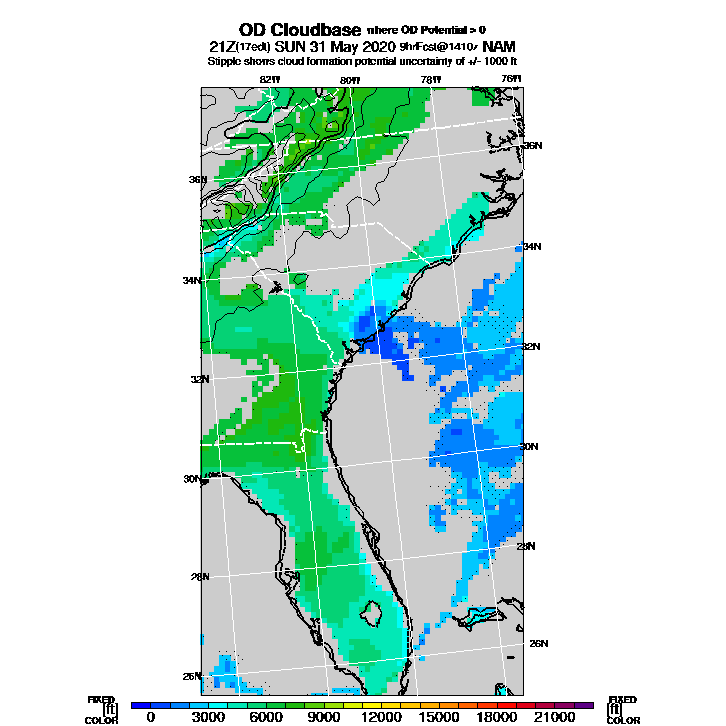 OD Cloudbase where OD Potential > 0
21Z(17edt) SUN 31 May 2020 9hrFcst@1410z NAM
Stipple shows cloud formation potential uncertainty of +/- 1000 ft
82W 80W 78W 76W
36N 36N
34N 34N
32N 32N
30N 30N
28N 28N
26N 26N
FIXED FIXED
[ft] [ft]
COLOR COLOR
0 3000 6000 9000 12000 15000 18000 21000